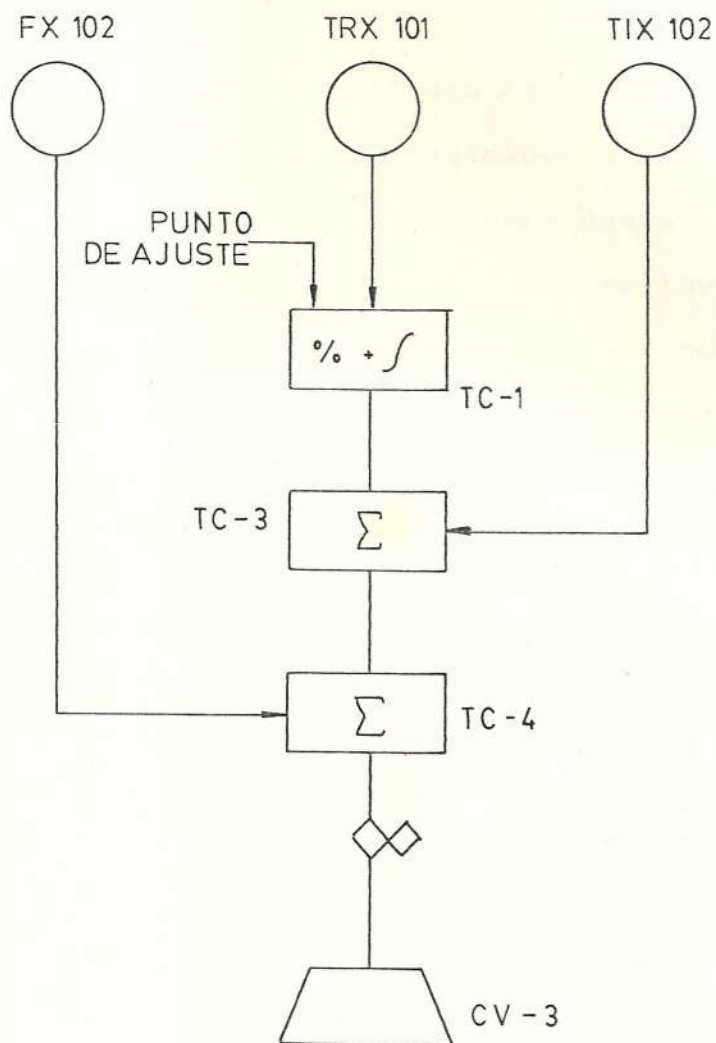 FX 102
TRX 101
TIX 102
PUNTO
DE AJUSTE
% + ∫
TC-1
TC-3
Σ
Σ
TC-4
CV-3